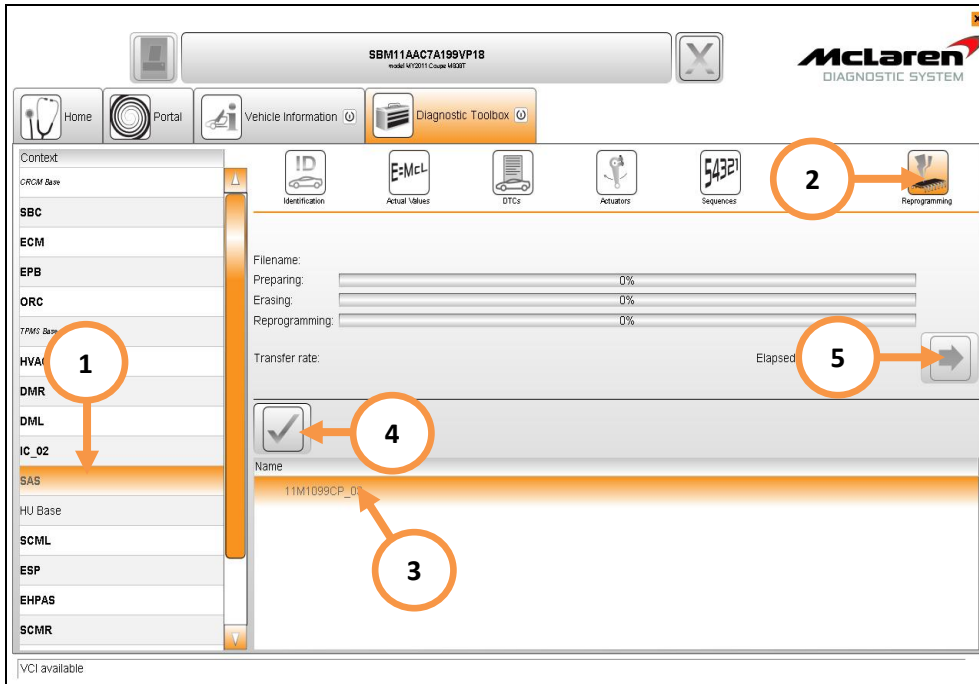 SBM11AAC7A199VP18
model MY2011 Coupe M838T
McLaren
DIAGNOSTIC SYSTEM
Home
Portal
Vehicle Information
Diagnostic Toolbox
Context
CRCM Base
SBC
ECM
EPB
ORC
TPMS Base
HVAC
DMR
DML
IC_02
SAS
HU Base
SCML
ESP
EHPAS
SCMR
ID
Identification
E=McL
Actual Values
DTCs
Actuators
54321
Sequences
2
Reprogramming
Filename:
Preparing: 0%
Erasing: 0%
Reprogramming: 0%
Transfer rate:
Elapsed
5
1
4
Name
11M1099CP_0
3
VCI available